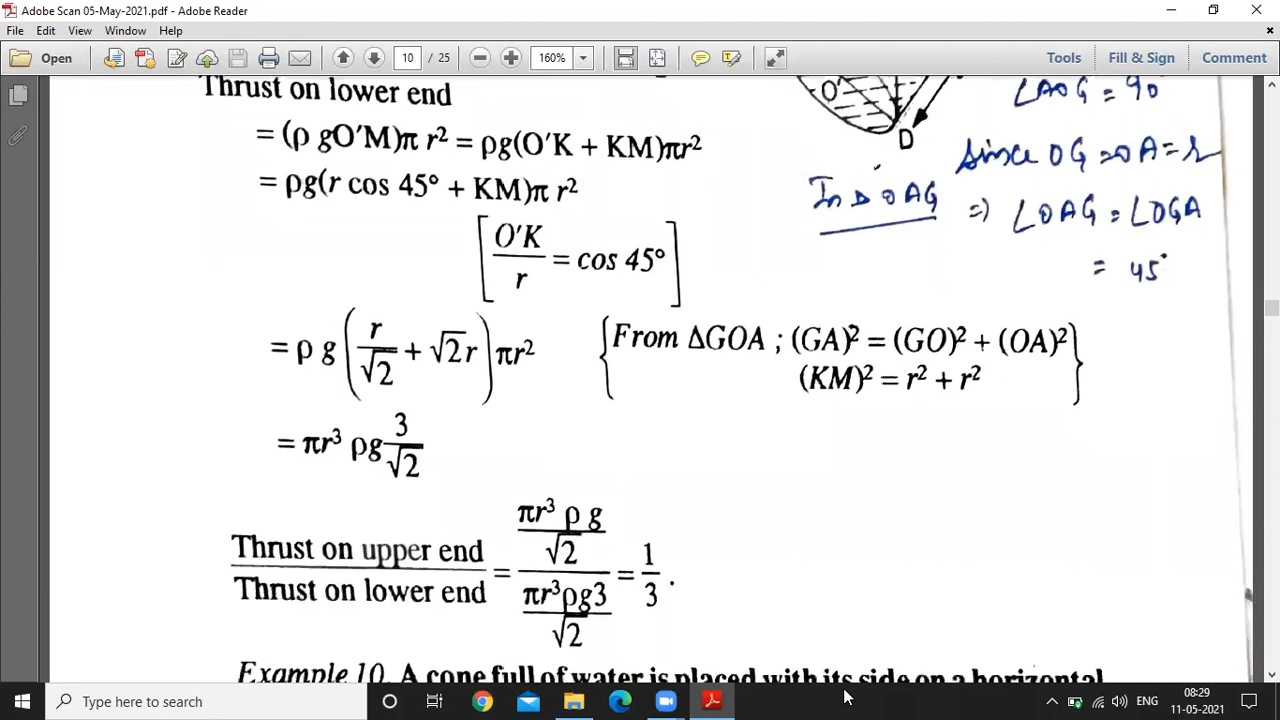 Adobe Scan 05-May-2021.pdf - Adobe Reader
File Edit View Window Help
Open 10 / 25 160% Tools Fill & Sign Comment
Thrust on lower end
= (ρ gO′M)π r² = ρg(O′K + KM)πr²
= ρg(r cos 45° + KM)π r²
[O′K / r = cos 45°]
= ρ g (r/√2 + √2r) πr² {From ΔGOA ; (GA)² = (GO)² + (OA)²
(KM)² = r² + r²}
= πr³ ρg 3/√2
Thrust on upper end / Thrust on lower end = (πr³ ρ g / √2) / (πr³ρg3 / √2) = 1/3 .
Example 10. A cone full of water is placed with its side on a horizontal
O′
D
∠AOG = 90°
Since OG = OA = r
In Δ OAG => ∠OAG = ∠OGA
= 45°
Type here to search
ENG
08:29
11-05-2021